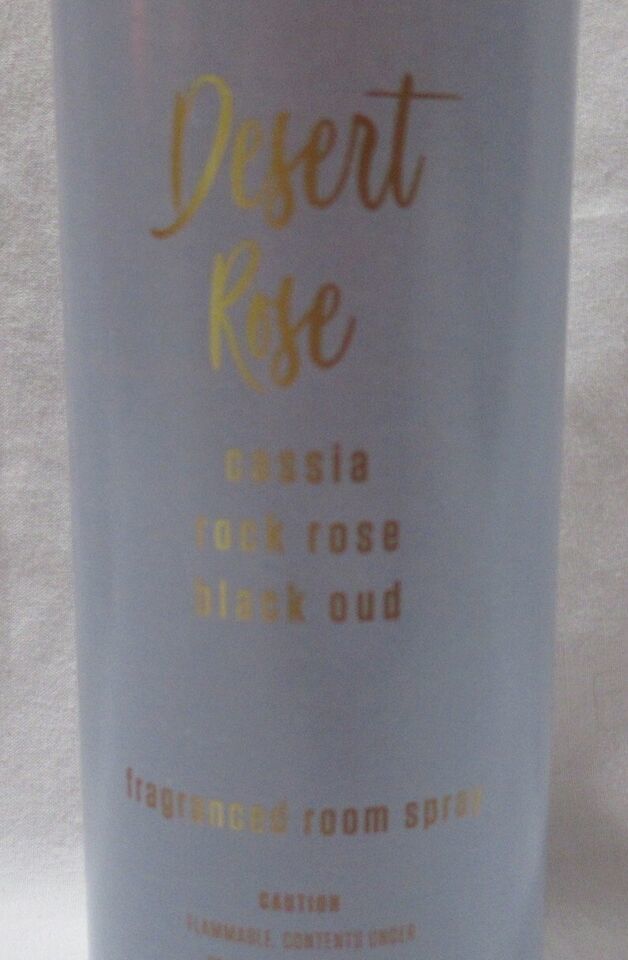 Desert
Rose
cassia
rock rose
black oud
fragranced room spray
CAUTION
FLAMMABLE. CONTENTS UNDER